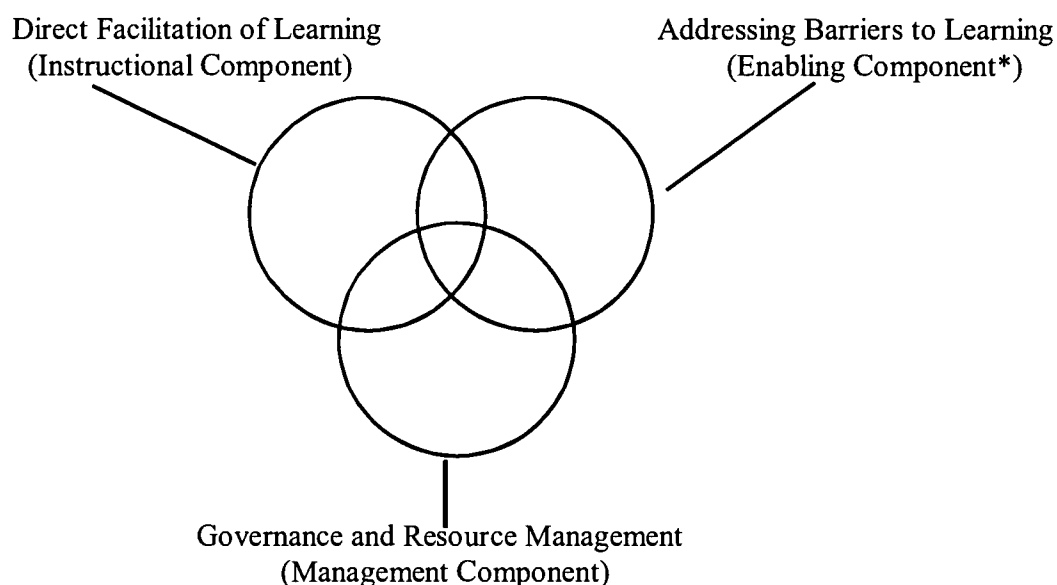 Direct Facilitation of Learning
(Instructional Component)
Addressing Barriers to Learning
(Enabling Component*)
Governance and Resource Management
(Management Component)